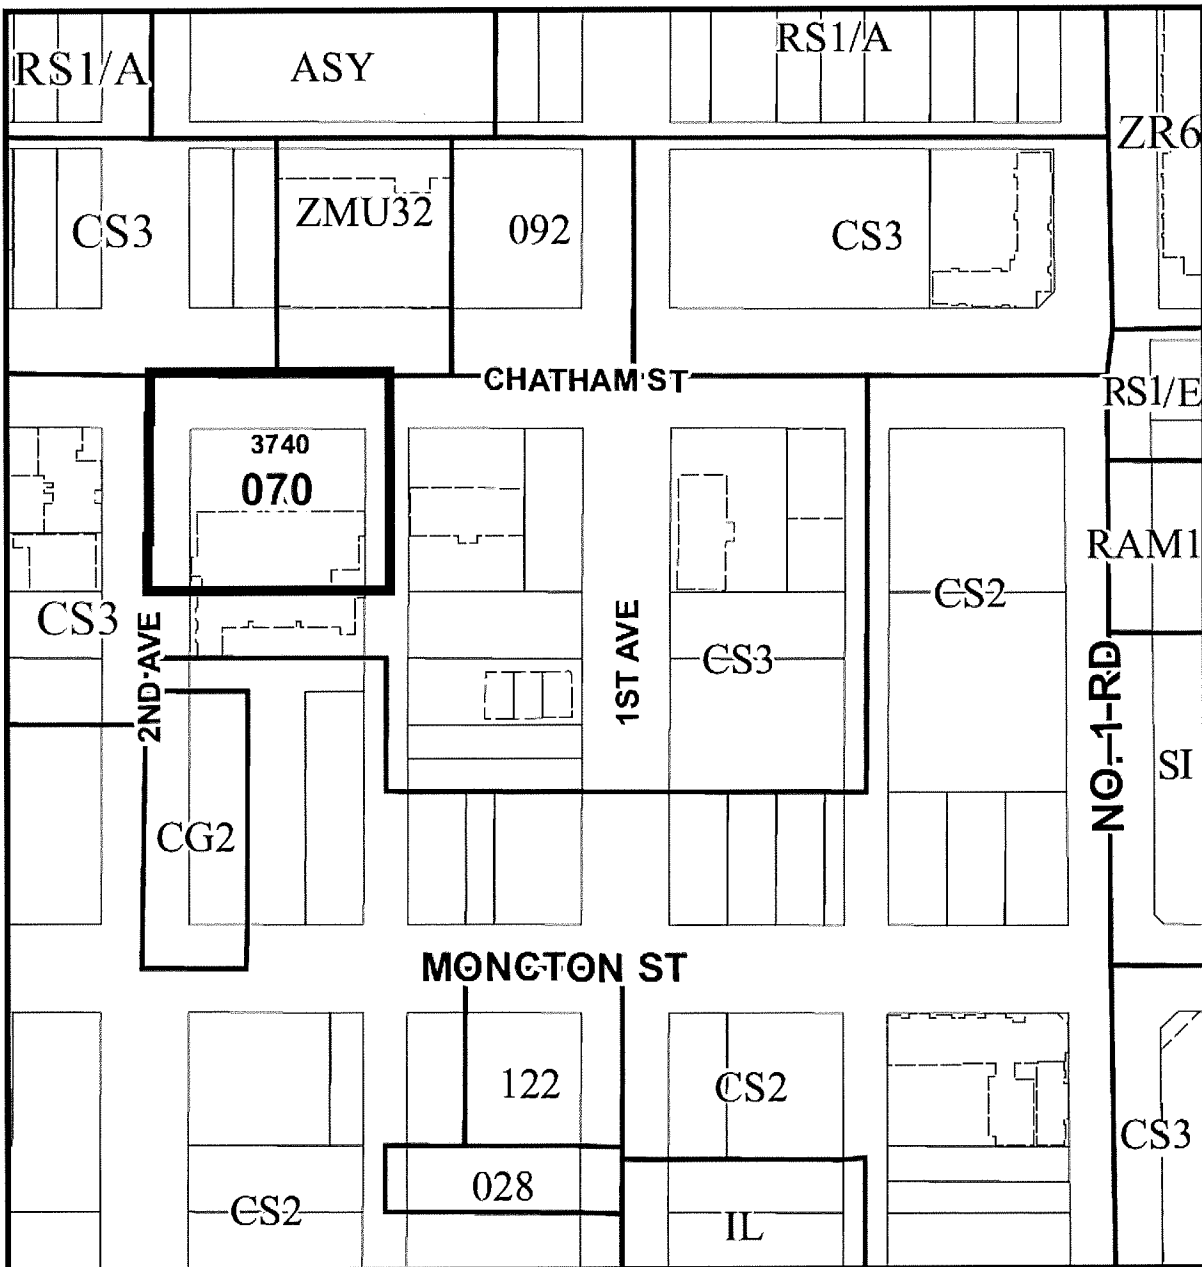 RS1/A
ASY
RS1/A
ZR6
CS3
ZMU32
092
CS3
CHATHAM ST
RS1/E
3740
070
RAM1
CS2
CS3
2ND AVE
1ST AVE
CS3
NO. 1 RD
SI
CG2
MONCTON ST
122
CS2
CS3
028
CS2
IL